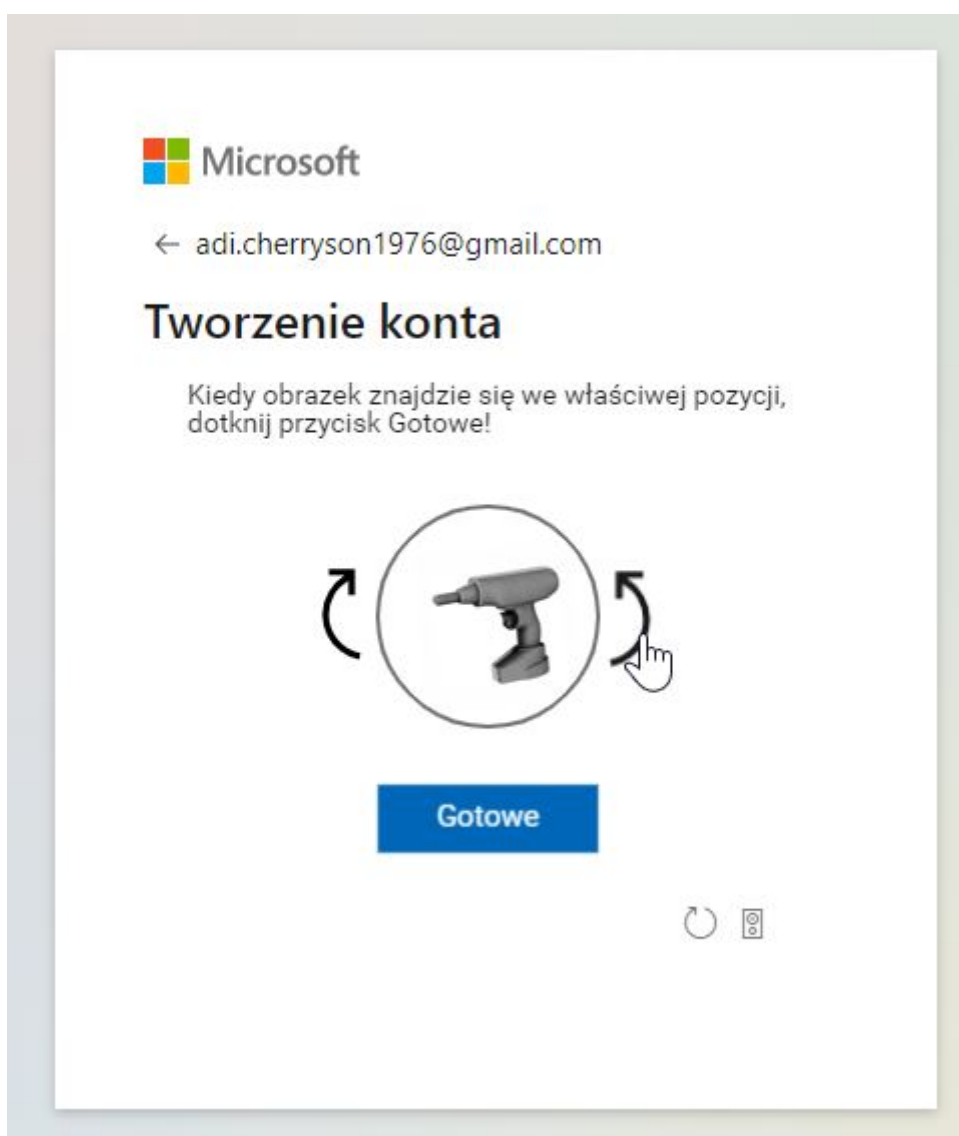 Microsoft
← adi.cherryson1976@gmail.com
Tworzenie konta
Kiedy obrazek znajdzie się we właściwej pozycji,
dotknij przycisk Gotowe!
Gotowe